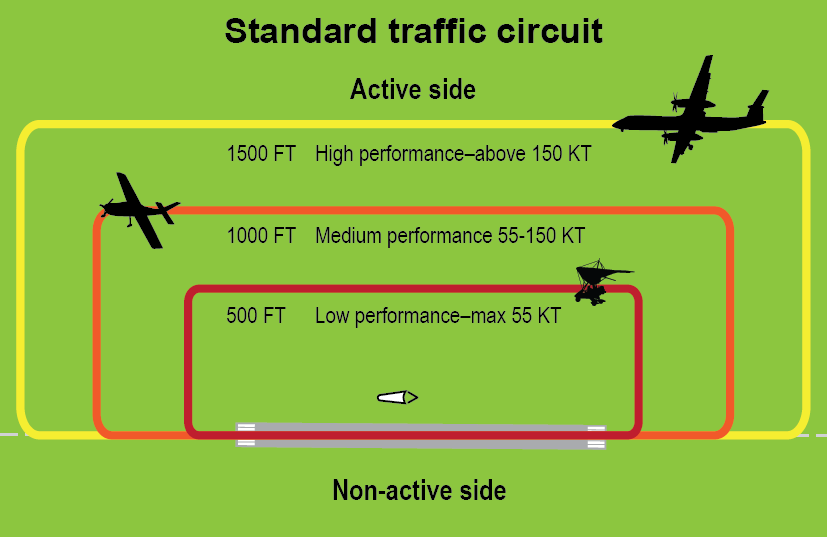 Standard traffic circuit
Active side
1500 FT High performance–above 150 KT
1000 FT Medium performance 55-150 KT
500 FT Low performance–max 55 KT
Non-active side